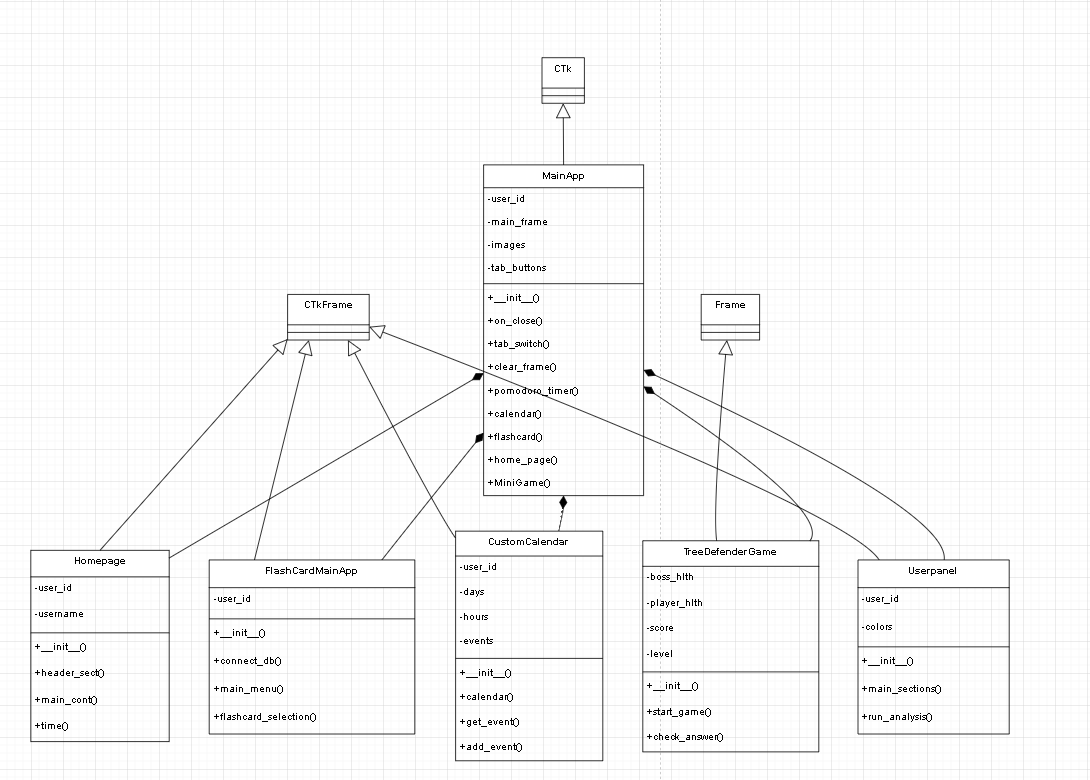 CTk
MainApp
-user_id
-main_frame
-images
-tab_buttons
+__init__()
+on_close()
+tab_switch()
+clear_frame()
+pomodoro_timer()
+calendar()
+flashcard()
+home_page()
+MiniGame()
CTkFrame
Frame
Homepage
-user_id
-username
+__init__()
+header_sect()
+main_cont()
+time()
FlashCardMainApp
-user_id
+__init__()
+connect_db()
+main_menu()
+flashcard_selection()
CustomCalendar
-user_id
-days
-hours
-events
+__init__()
+calendar()
+get_event()
+add_event()
TreeDefenderGame
-boss_hlth
-player_hlth
-score
-level
+__init__()
+start_game()
+check_answer()
Userpanel
-user_id
-colors
+__init__()
+main_sections()
+run_analysis()